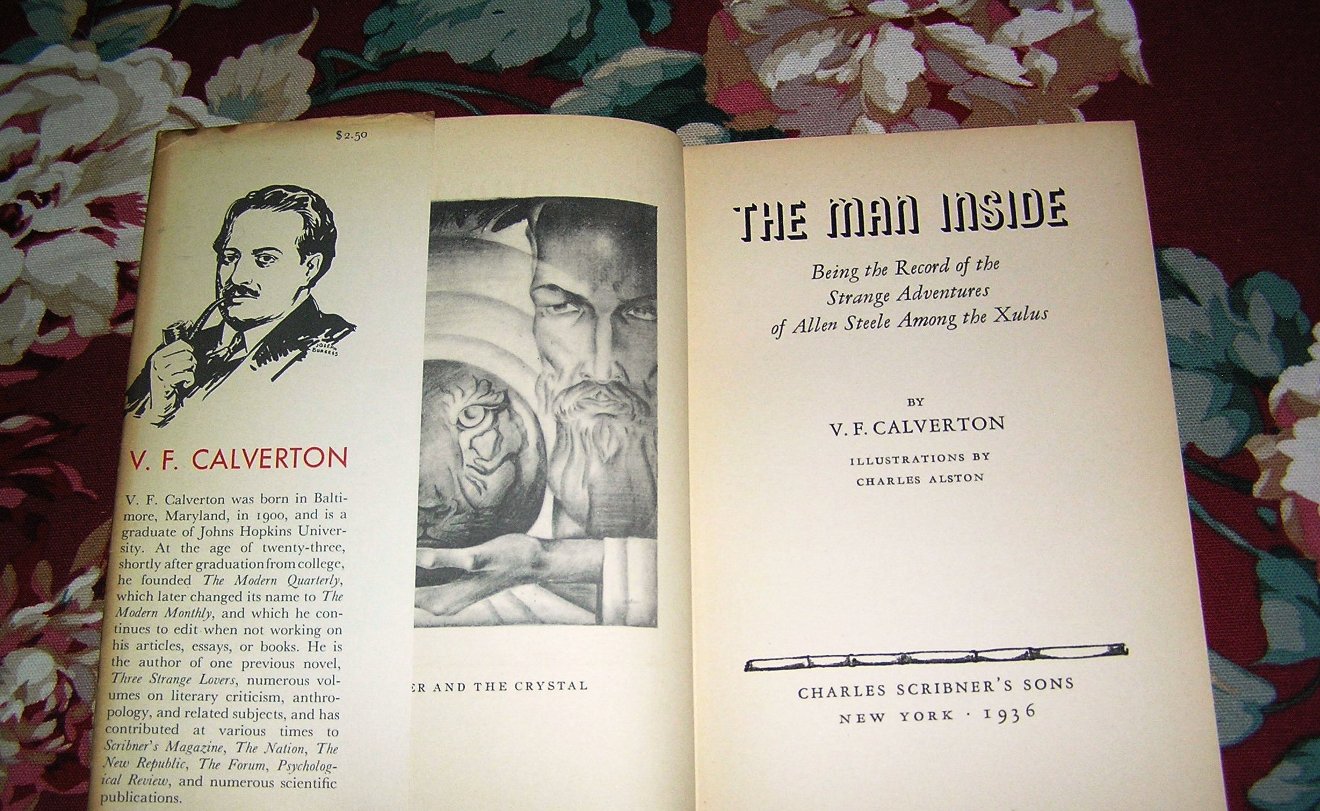 $2.50
V. F. CALVERTON
V. F. Calverton was born in Balti-
more, Maryland, in 1900, and is a
graduate of Johns Hopkins Univer-
sity. At the age of twenty-three,
shortly after graduation from college,
he founded The Modern Quarterly,
which later changed its name to The
Modern Monthly, and which he con-
tinues to edit when not working on
his articles, essays, or books. He is
the author of one previous novel,
Three Strange Lovers, numerous vol-
umes on literary criticism, anthro-
pology, and related subjects, and has
contributed at various times to
Scribner's Magazine, The Nation, The
New Republic, The Forum, Psycholog-
ical Review, and numerous scientific
publications.
ER AND THE CRYSTAL
THE MAN INSIDE
Being the Record of the
Strange Adventures
of Allen Steele Among the Xulus
BY
V. F. CALVERTON
ILLUSTRATIONS BY
CHARLES ALSTON
CHARLES SCRIBNER'S SONS
NEW YORK · 1936